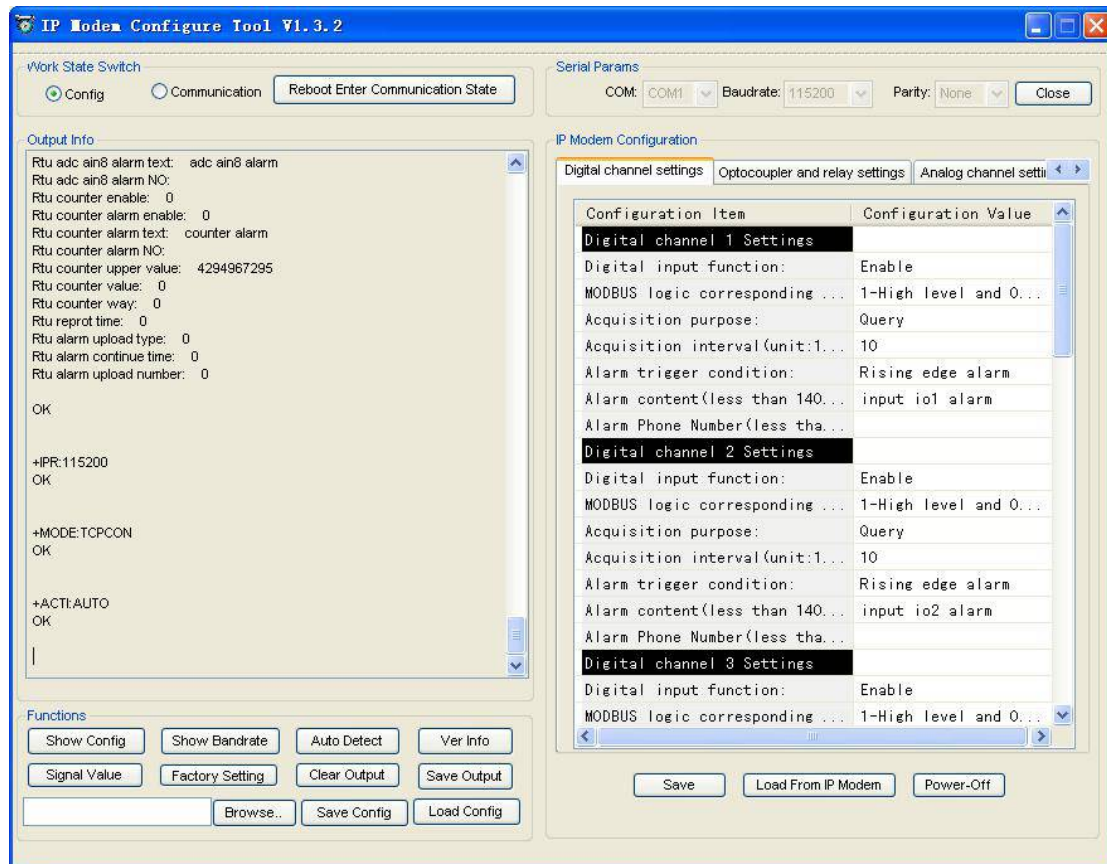 IP Modem Configure Tool V1.3.2
Work State Switch
Config
Communication
Reboot Enter Communication State
Serial Params
COM: COM1
Baudrate: 115200
Parity: None
Close
Output Info
Rtu adc ain8 alarm text: adc ain8 alarm
Rtu adc ain8 alarm NO:
Rtu counter enable: 0
Rtu counter alarm enable: 0
Rtu counter alarm text: counter alarm
Rtu counter alarm NO:
Rtu counter upper value: 4294967295
Rtu counter value: 0
Rtu counter way: 0
Rtu reprot time: 0
Rtu alarm upload type: 0
Rtu alarm continue time: 0
Rtu alarm upload number: 0
OK
+IPR:115200
OK
+MODE:TCPCON
OK
+ACTI:AUTO
OK
IP Modem Configuration
Digital channel settings
Optocoupler and relay settings
Analog channel setti
Configuration Item Configuration Value
Digital channel 1 Settings
Digital input function: Enable
MODBUS logic corresponding ... 1-High level and 0...
Acquisition purpose: Query
Acquisition interval(unit:1... 10
Alarm trigger condition: Rising edge alarm
Alarm content(less than 140... input io1 alarm
Alarm Phone Number(less tha...
Digital channel 2 Settings
Digital input function: Enable
MODBUS logic corresponding ... 1-High level and 0...
Acquisition purpose: Query
Acquisition interval(unit:1... 10
Alarm trigger condition: Rising edge alarm
Alarm content(less than 140... input io2 alarm
Alarm Phone Number(less tha...
Digital channel 3 Settings
Digital input function: Enable
MODBUS logic corresponding ... 1-High level and 0...
Functions
Show Config
Show Bandrate
Auto Detect
Ver Info
Signal Value
Factory Setting
Clear Output
Save Output
Browse..
Save Config
Load Config
Save
Load From IP Modem
Power-Off